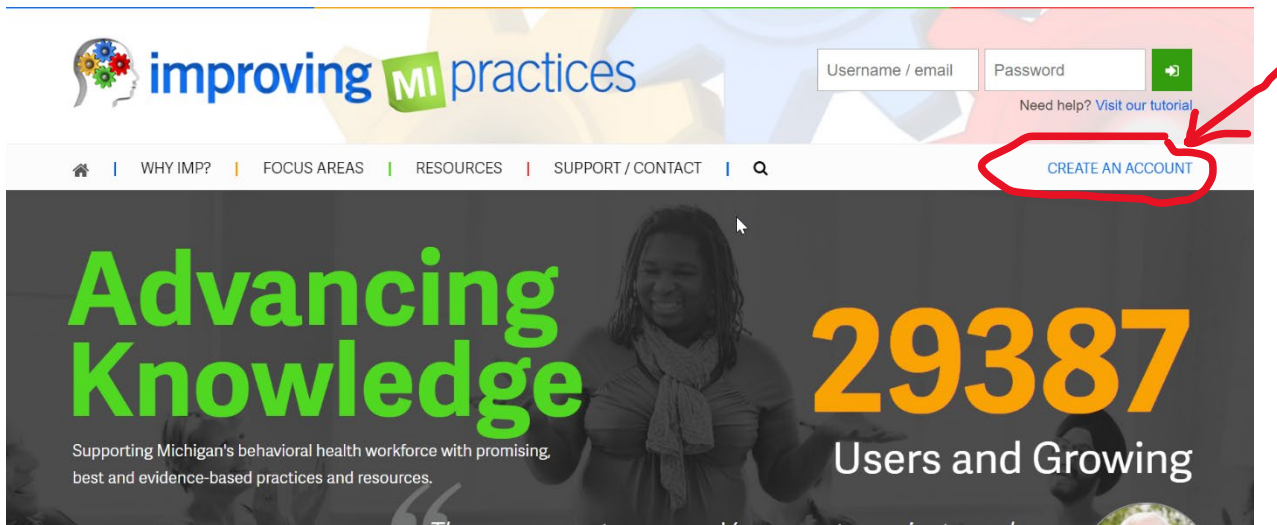 improving MI practices
Username / email
Password
Need help? Visit our tutorial
WHY IMP?
FOCUS AREAS
RESOURCES
SUPPORT / CONTACT
CREATE AN ACCOUNT
Advancing
Knowledge
Supporting Michigan's behavioral health workforce with promising,
best and evidence-based practices and resources.
29387
Users and Growing